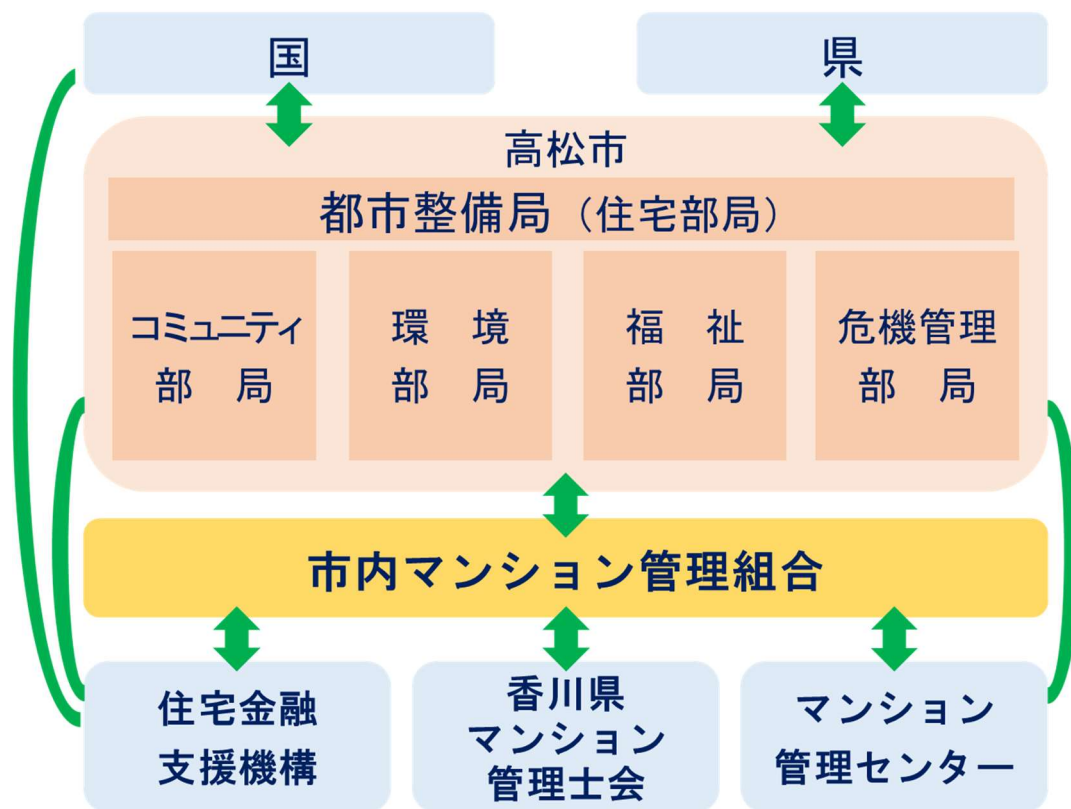 国
県
高松市
都市整備局（住宅部局）
コミュニティ
部　局
環　境
部　局
福　祉
部　局
危機管理
部　局
市内マンション管理組合
住宅金融
支援機構
香川県
マンション
管理士会
マンション
管理センター